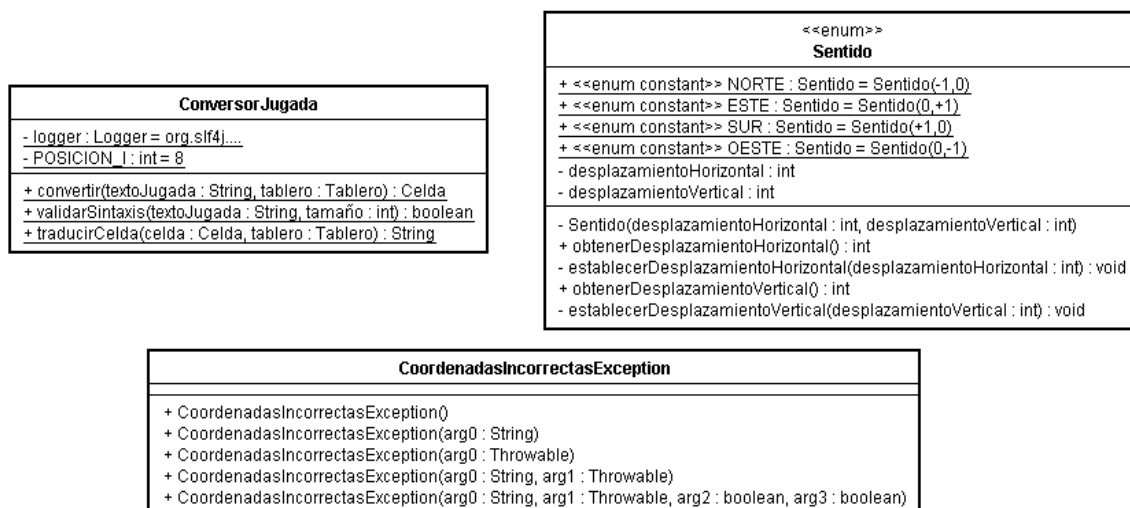 ConversorJugada
- logger : Logger = org.slf4j....
- POSICION_I : int = 8
+ convertir(textoJugada : String, tablero : Tablero) : Celda
+ validarSintaxis(textoJugada : String, tamaño : int) : boolean
+ traducirCelda(celda : Celda, tablero : Tablero) : String
<<enum>>
Sentido
+ <<enum constant>> NORTE : Sentido = Sentido(-1,0)
+ <<enum constant>> ESTE : Sentido = Sentido(0,+1)
+ <<enum constant>> SUR : Sentido = Sentido(+1,0)
+ <<enum constant>> OESTE : Sentido = Sentido(0,-1)
- desplazamientoHorizontal : int
- desplazamientoVertical : int
- Sentido(desplazamientoHorizontal : int, desplazamientoVertical : int)
+ obtenerDesplazamientoHorizontal() : int
- establecerDesplazamientoHorizontal(desplazamientoHorizontal : int) : void
+ obtenerDesplazamientoVertical() : int
- establecerDesplazamientoVertical(desplazamientoVertical : int) : void
CoordenadasIncorrectasException
+ CoordenadasIncorrectasException()
+ CoordenadasIncorrectasException(arg0 : String)
+ CoordenadasIncorrectasException(arg0 : Throwable)
+ CoordenadasIncorrectasException(arg0 : String, arg1 : Throwable)
+ CoordenadasIncorrectasException(arg0 : String, arg1 : Throwable, arg2 : boolean, arg3 : boolean)